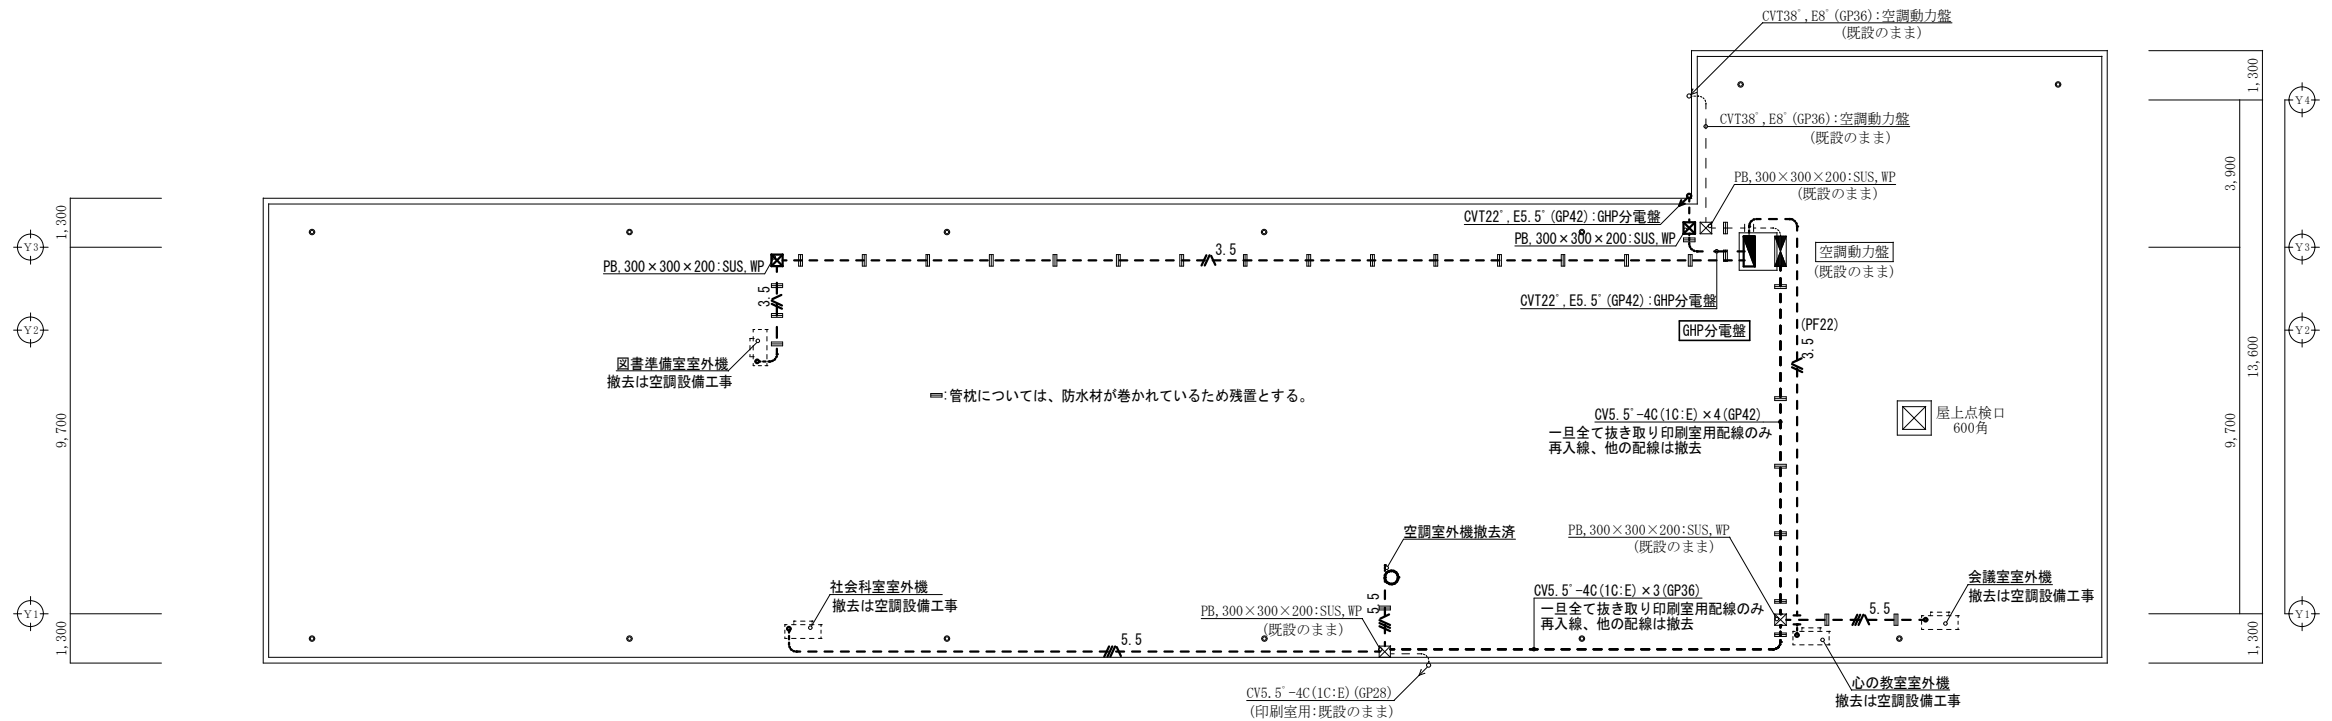 CVT38゜, E8゜(GP36):空調動力盤
(既設のまま)
CVT38゜, E8゜(GP36):空調動力盤
(既設のまま)
PB, 300×300×200:SUS, WP
(既設のまま)
CVT22゜, E5.5゜(GP42):GHP分電盤
PB, 300×300×200:SUS, WP
3.5
PB, 300×300×200:SUS, WP
3.5
空調動力盤
(既設のまま)
CVT22゜, E5.5゜(GP42):GHP分電盤
GHP分電盤
(PF22)
3.5
図書準備室室外機
撤去は空調設備工事
:管枕については、防水材が巻かれているため残置とする。
CV5.5゜-4C(1C:E)×4(GP42)
一旦全て抜き取り印刷室用配線のみ
再入線、他の配線は撤去
屋上点検口
600角
空調室外機撤去済
PB, 300×300×200:SUS, WP
(既設のまま)
社会科室室外機
撤去は空調設備工事
5.5
PB, 300×300×200:SUS, WP
(既設のまま)
5.5
CV5.5゜-4C(1C:E)×3(GP36)
一旦全て抜き取り印刷室用配線のみ
再入線、他の配線は撤去
会議室室外機
撤去は空調設備工事
5.5
CV5.5゜-4C(1C:E)(GP28)
(印刷室用:既設のまま)
心の教室室外機
撤去は空調設備工事
Y3
Y2
Y1
1,300
9,700
1,300
Y4
Y3
Y2
Y1
1,300
3,900
13,600
9,700
1,300